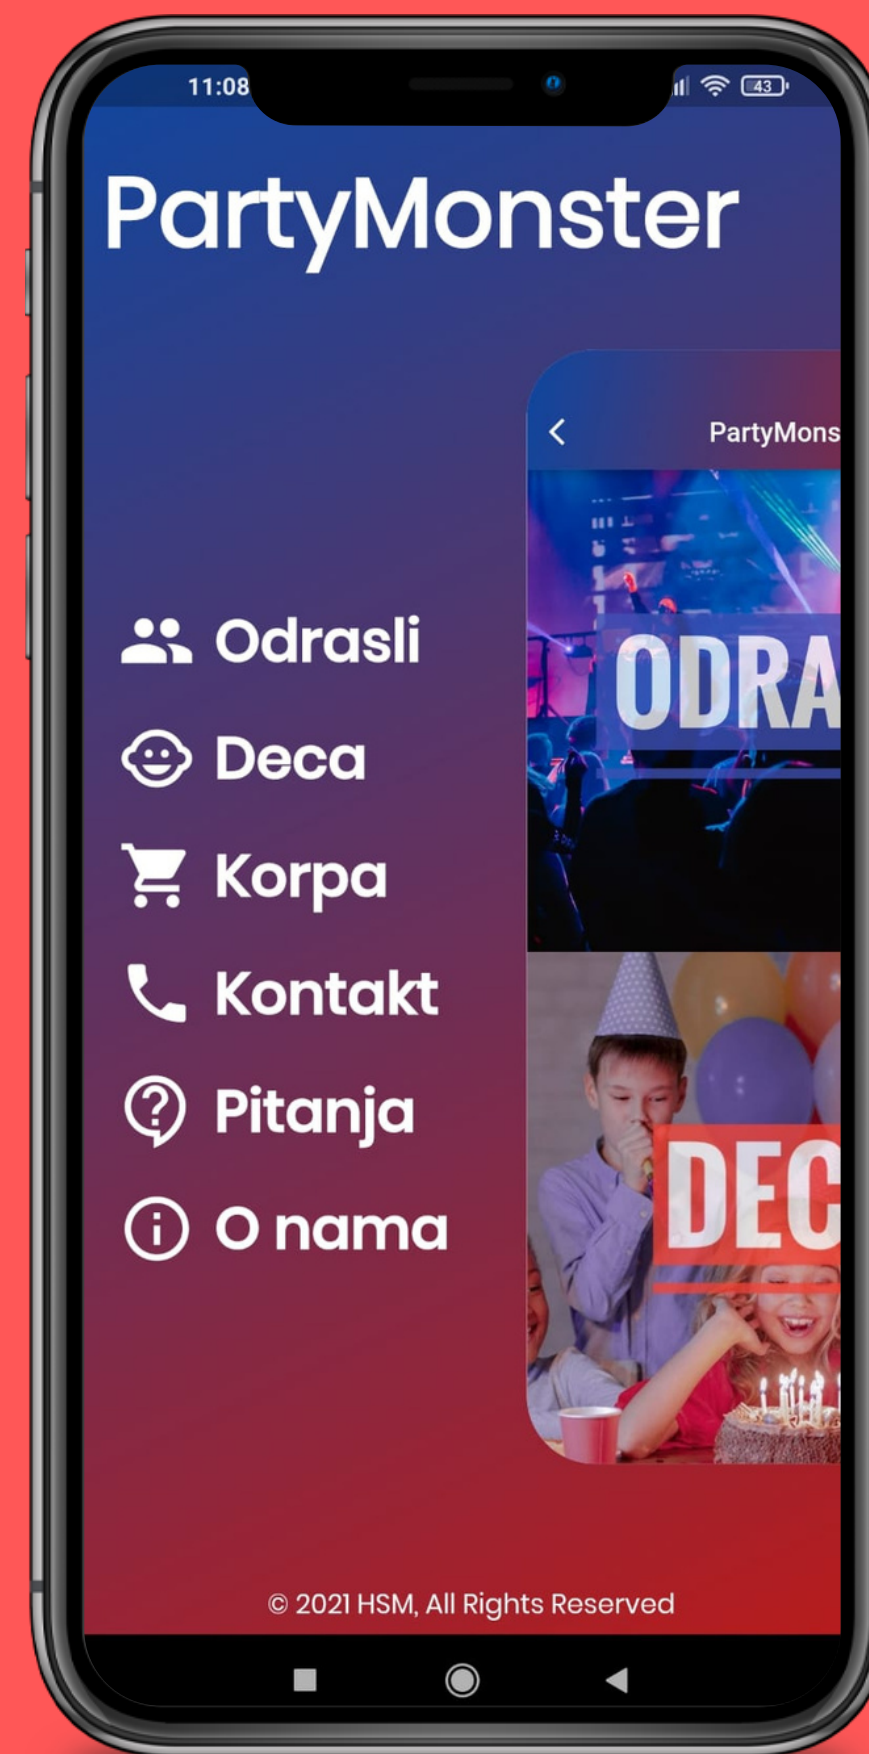 11:08
43
PartyMonster
PartyMons
ODRA
Odrasli
Deca
Korpa
Kontakt
Pitanja
O nama
DEC
© 2021 HSM, All Rights Reserved